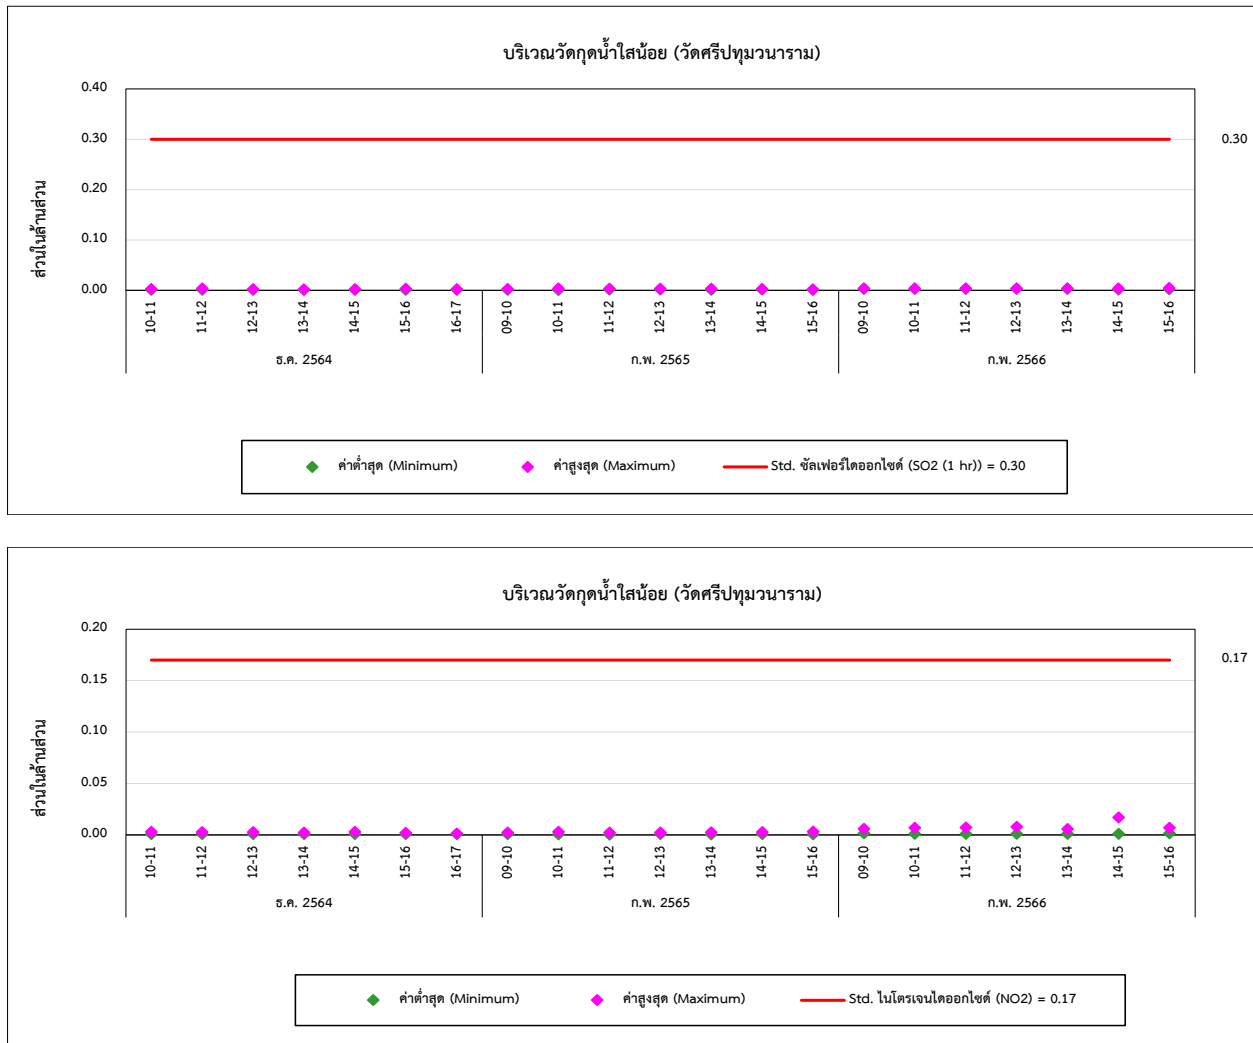 บริเวณวัดกุดน้ำใสน้อย (วัดศรีปทุมวนาราม)
ส่วนในล้านส่วน
0.40
0.30
0.20
0.10
0.00
0.30
10-11 11-12 12-13 13-14 14-15 15-16 16-17 09-10 10-11 11-12 12-13 13-14 14-15 15-16 09-10 10-11 11-12 12-13 13-14 14-15 15-16
ธ.ค. 2564 ก.พ. 2565 ก.พ. 2566
ค่าต่ำสุด (Minimum) ค่าสูงสุด (Maximum) Std. ซัลเฟอร์ไดออกไซด์ (SO2 (1 hr)) = 0.30
บริเวณวัดกุดน้ำใสน้อย (วัดศรีปทุมวนาราม)
ส่วนในล้านส่วน
0.20
0.15
0.10
0.05
0.00
0.17
10-11 11-12 12-13 13-14 14-15 15-16 16-17 09-10 10-11 11-12 12-13 13-14 14-15 15-16 09-10 10-11 11-12 12-13 13-14 14-15 15-16
ธ.ค. 2564 ก.พ. 2565 ก.พ. 2566
ค่าต่ำสุด (Minimum) ค่าสูงสุด (Maximum) Std. ไนโตรเจนไดออกไซด์ (NO2) = 0.17